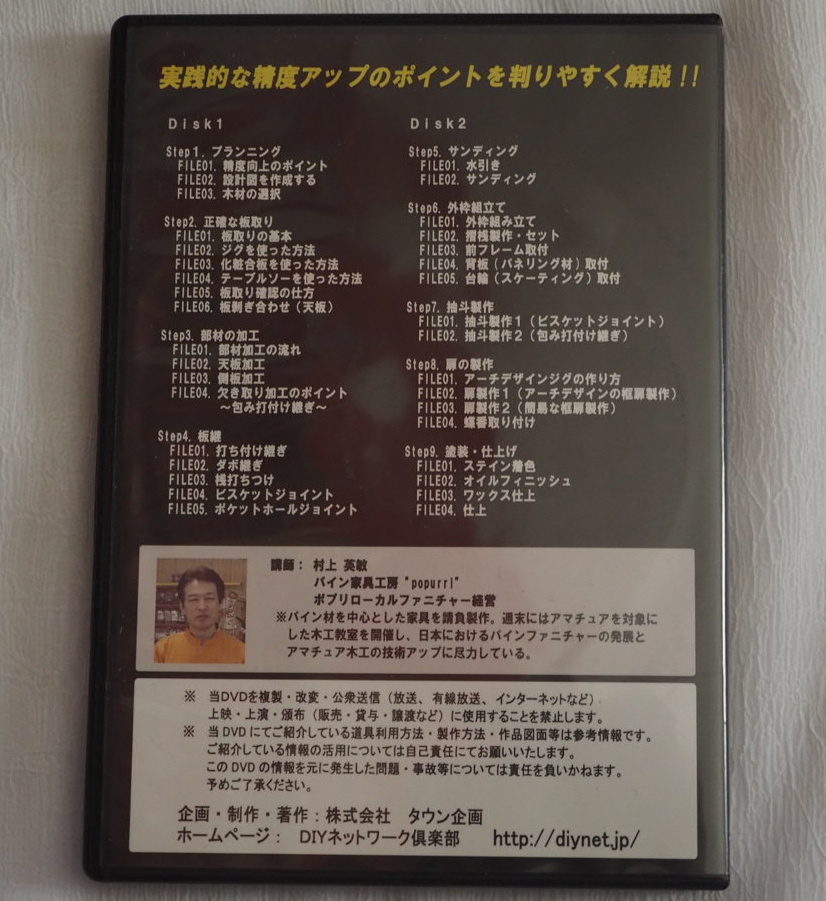 実践的な精度アップのポイントを判りやすく解説!!
Disk1
Step1. プランニング
FILE01. 精度向上のポイント
FILE02. 設計図を作成する
FILE03. 木材の選択
Step2. 正確な板取り
FILE01. 板取りの基本
FILE02. ジグを使った方法
FILE03. 化粧合板を使った方法
FILE04. テーブルソーを使った方法
FILE05. 板取り確認の仕方
FILE06. 板剥ぎ合わせ(天板)
Step3. 部材の加工
FILE01. 部材加工の流れ
FILE02. 天板加工
FILE03. 側板加工
FILE04. 欠き取り加工のポイント
~包み打付け継ぎ~
Step4. 板継
FILE01. 打ち付け継ぎ
FILE02. ダボ継ぎ
FILE03. 桟打ちつけ
FILE04. ビスケットジョイント
FILE05. ポケットホールジョイント
Disk2
Step5. サンディング
FILE01. 水引き
FILE02. サンディング
Step6. 外枠組立て
FILE01. 外枠組み立て
FILE02. 摺桟製作・セット
FILE03. 前フレーム取付
FILE04. 背板(パネリング材)取付
FILE05. 台輪(スケーティング)取付
Step7. 抽斗製作
FILE01. 抽斗製作1(ビスケットジョイント)
FILE02. 抽斗製作2(包み打付け継ぎ)
Step8. 扉の製作
FILE01. アーチデザインジグの作り方
FILE02. 扉製作1(アーチデザインの框扉製作)
FILE03. 扉製作2(簡易な框扉製作)
FILE04. 蝶番取り付け
Step9. 塗装・仕上げ
FILE01. ステイン着色
FILE02. オイルフィニッシュ
FILE03. ワックス仕上
FILE04. 仕上
講師: 村上 英敏
パイン家具工房 "popurri"
ポプリローカルファニチャー経営
※パイン材を中心とした家具を請負製作。週末にはアマチュアを対象に
した木工教室を開催し、日本におけるパインファニチャーの発展と
アマチュア木工の技術アップに尽力している。
※ 当DVDを複製・改変・公衆送信(放送、有線放送、インターネットなど)
上映・上演・頒布(販売・貸与・譲渡など)に使用することを禁止します。
※ 当DVDにてご紹介している道具利用方法・製作方法・作品図面等は参考情報です。
ご紹介している情報の活用については自己責任にてお願いいたします。
このDVDの情報を元に発生した問題・事故等については責任を負いかねます。
予めご了承ください。
企画・制作・著作:株式会社 タウン企画
ホームページ: DIYネットワーク倶楽部 http://diynet.jp/